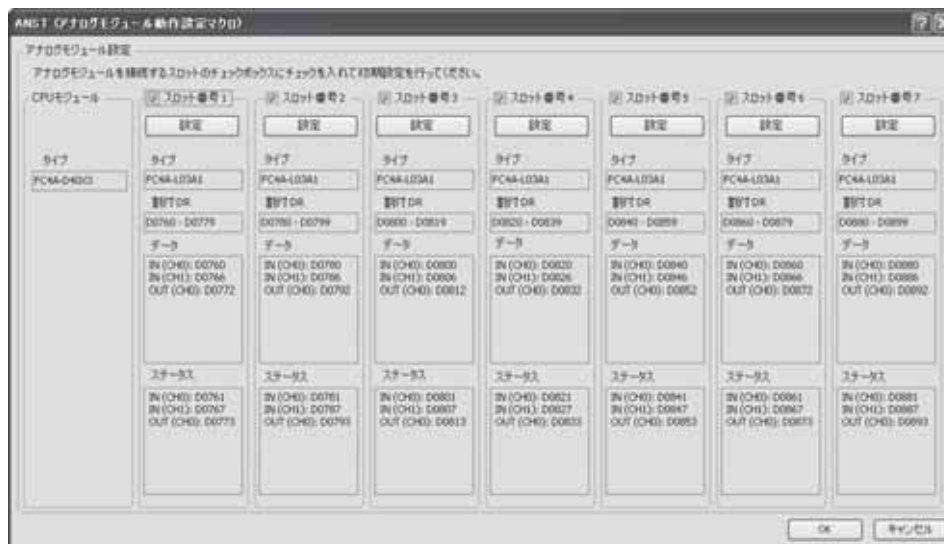 ANST (アナログモジュール動作設定マクロ)
アナログモジュール設定
アナログモジュールを接続するスロットのチェックボックスにチェックを入れて初期設定を行ってください。
CPUモジュール
タイプ
FC4A-D40C3
スロット番号1
設定
タイプ
FC4A-L03A1
割付DR
D0760 - D0779
データ
IN (CH0): D0760
IN (CH1): D0766
OUT (CH0): D0772
ステータス
IN (CH0): D0761
IN (CH1): D0767
OUT (CH0): D0773
スロット番号2
設定
タイプ
FC4A-L03A1
割付DR
D0780 - D0799
データ
IN (CH0): D0780
IN (CH1): D0786
OUT (CH0): D0792
ステータス
IN (CH0): D0781
IN (CH1): D0787
OUT (CH0): D0793
スロット番号3
設定
タイプ
FC4A-L03A1
割付DR
D0800 - D0819
データ
IN (CH0): D0800
IN (CH1): D0806
OUT (CH0): D0812
ステータス
IN (CH0): D0801
IN (CH1): D0807
OUT (CH0): D0813
スロット番号4
設定
タイプ
FC4A-L03A1
割付DR
D0820 - D0839
データ
IN (CH0): D0820
IN (CH1): D0826
OUT (CH0): D0832
ステータス
IN (CH0): D0821
IN (CH1): D0827
OUT (CH0): D0833
スロット番号5
設定
タイプ
FC4A-L03A1
割付DR
D0840 - D0859
データ
IN (CH0): D0840
IN (CH1): D0846
OUT (CH0): D0852
ステータス
IN (CH0): D0841
IN (CH1): D0847
OUT (CH0): D0853
スロット番号6
設定
タイプ
FC4A-L03A1
割付DR
D0860 - D0879
データ
IN (CH0): D0860
IN (CH1): D0866
OUT (CH0): D0872
ステータス
IN (CH0): D0861
IN (CH1): D0867
OUT (CH0): D0873
スロット番号7
設定
タイプ
FC4A-L03A1
割付DR
D0880 - D0899
データ
IN (CH0): D0880
IN (CH1): D0886
OUT (CH0): D0892
ステータス
IN (CH0): D0881
IN (CH1): D0887
OUT (CH0): D0893
OK
キャンセル